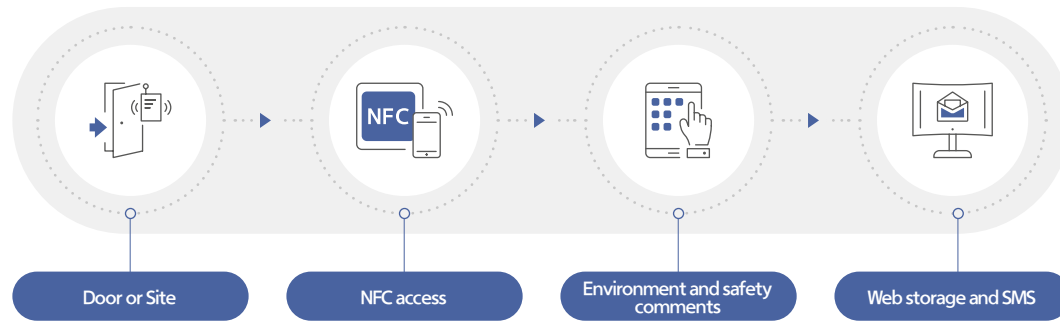 NFC
Door or Site
NFC access
Environment and safety
comments
Web storage and SMS